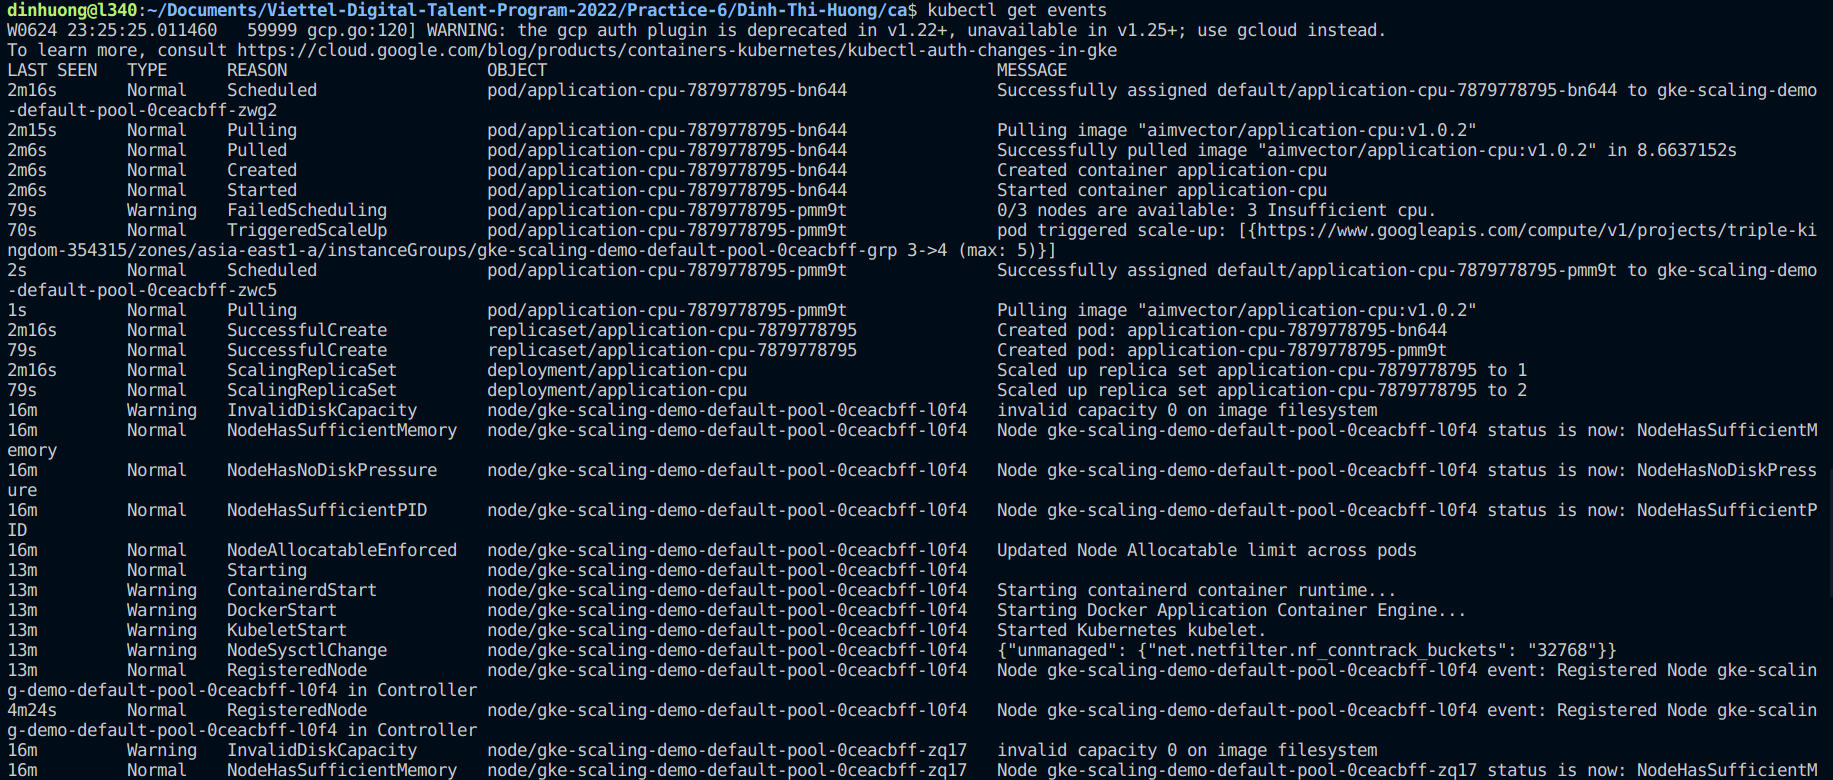 dinhuong@l340:~/Documents/Viettel-Digital-Talent-Program-2022/Practice-6/Dinh-Thi-Huong/ca$ kubectl get events
W0624 23:25:25.011460   59999 gcp.go:120] WARNING: the gcp auth plugin is deprecated in v1.22+, unavailable in v1.25+; use gcloud instead.
To learn more, consult https://cloud.google.com/blog/products/containers-kubernetes/kubectl-auth-changes-in-gke
LAST SEEN   TYPE      REASON                    OBJECT                                             MESSAGE
2m16s       Normal    Scheduled                 pod/application-cpu-7879778795-bn644               Successfully assigned default/application-cpu-7879778795-bn644 to gke-scaling-demo
-default-pool-0ceacbff-zwg2
2m15s       Normal    Pulling                   pod/application-cpu-7879778795-bn644               Pulling image "aimvector/application-cpu:v1.0.2"
2m6s        Normal    Pulled                    pod/application-cpu-7879778795-bn644               Successfully pulled image "aimvector/application-cpu:v1.0.2" in 8.6637152s
2m6s        Normal    Created                   pod/application-cpu-7879778795-bn644               Created container application-cpu
2m6s        Normal    Started                   pod/application-cpu-7879778795-bn644               Started container application-cpu
79s         Warning   FailedScheduling          pod/application-cpu-7879778795-pmm9t               0/3 nodes are available: 3 Insufficient cpu.
70s         Normal    TriggeredScaleUp          pod/application-cpu-7879778795-pmm9t               pod triggered scale-up: [{https://www.googleapis.com/compute/v1/projects/triple-ki
ngdom-354315/zones/asia-east1-a/instanceGroups/gke-scaling-demo-default-pool-0ceacbff-grp 3->4 (max: 5)}]
2s          Normal    Scheduled                 pod/application-cpu-7879778795-pmm9t               Successfully assigned default/application-cpu-7879778795-pmm9t to gke-scaling-demo
-default-pool-0ceacbff-zwc5
1s          Normal    Pulling                   pod/application-cpu-7879778795-pmm9t               Pulling image "aimvector/application-cpu:v1.0.2"
2m16s       Normal    SuccessfulCreate          replicaset/application-cpu-7879778795              Created pod: application-cpu-7879778795-bn644
79s         Normal    SuccessfulCreate          replicaset/application-cpu-7879778795              Created pod: application-cpu-7879778795-pmm9t
2m16s       Normal    ScalingReplicaSet         deployment/application-cpu                         Scaled up replica set application-cpu-7879778795 to 1
79s         Normal    ScalingReplicaSet         deployment/application-cpu                         Scaled up replica set application-cpu-7879778795 to 2
16m         Warning   InvalidDiskCapacity       node/gke-scaling-demo-default-pool-0ceacbff-l0f4   invalid capacity 0 on image filesystem
16m         Normal    NodeHasSufficientMemory   node/gke-scaling-demo-default-pool-0ceacbff-l0f4   Node gke-scaling-demo-default-pool-0ceacbff-l0f4 status is now: NodeHasSufficientM
emory
16m         Normal    NodeHasNoDiskPressure     node/gke-scaling-demo-default-pool-0ceacbff-l0f4   Node gke-scaling-demo-default-pool-0ceacbff-l0f4 status is now: NodeHasNoDiskPress
ure
16m         Normal    NodeHasSufficientPID      node/gke-scaling-demo-default-pool-0ceacbff-l0f4   Node gke-scaling-demo-default-pool-0ceacbff-l0f4 status is now: NodeHasSufficientP
ID
16m         Normal    NodeAllocatableEnforced   node/gke-scaling-demo-default-pool-0ceacbff-l0f4   Updated Node Allocatable limit across pods
13m         Normal    Starting                  node/gke-scaling-demo-default-pool-0ceacbff-l0f4
13m         Warning   ContainerdStart           node/gke-scaling-demo-default-pool-0ceacbff-l0f4   Starting containerd container runtime...
13m         Warning   DockerStart               node/gke-scaling-demo-default-pool-0ceacbff-l0f4   Starting Docker Application Container Engine...
13m         Warning   KubeletStart              node/gke-scaling-demo-default-pool-0ceacbff-l0f4   Started Kubernetes kubelet.
13m         Warning   NodeSysctlChange          node/gke-scaling-demo-default-pool-0ceacbff-l0f4   {"unmanaged": {"net.netfilter.nf_conntrack_buckets": "32768"}}
13m         Normal    RegisteredNode            node/gke-scaling-demo-default-pool-0ceacbff-l0f4   Node gke-scaling-demo-default-pool-0ceacbff-l0f4 event: Registered Node gke-scalin
g-demo-default-pool-0ceacbff-l0f4 in Controller
4m24s       Normal    RegisteredNode            node/gke-scaling-demo-default-pool-0ceacbff-l0f4   Node gke-scaling-demo-default-pool-0ceacbff-l0f4 event: Registered Node gke-scalin
g-demo-default-pool-0ceacbff-l0f4 in Controller
16m         Warning   InvalidDiskCapacity       node/gke-scaling-demo-default-pool-0ceacbff-zq17   invalid capacity 0 on image filesystem
16m         Normal    NodeHasSufficientMemory   node/gke-scaling-demo-default-pool-0ceacbff-zq17   Node gke-scaling-demo-default-pool-0ceacbff-zq17 status is now: NodeHasSufficientM